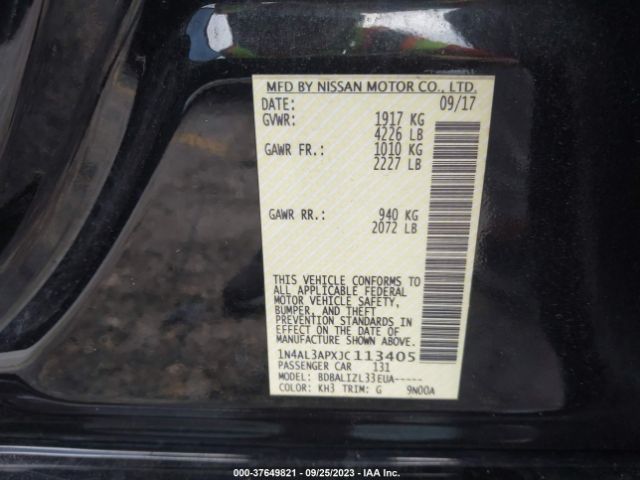 MFD BY NISSAN MOTOR CO., LTD.
DATE: 09/17
GVWR: 1917 KG
4226 LB
GAWR FR.: 1010 KG
2227 LB
GAWR RR.: 940 KG
2072 LB
THIS VEHICLE CONFORMS TO
ALL APPLICABLE FEDERAL
MOTOR VEHICLE SAFETY,
BUMPER, AND THEFT
PREVENTION STANDARDS IN
EFFECT ON THE DATE OF
MANUFACTURE SHOWN ABOVE.
1N4AL3APXJC113405
PASSENGER CAR 131
MODEL: BDBALIZL33EUA-----
COLOR: KH3 TRIM: G 9N00A
000-37649821 - 09/25/2023 - IAA Inc.